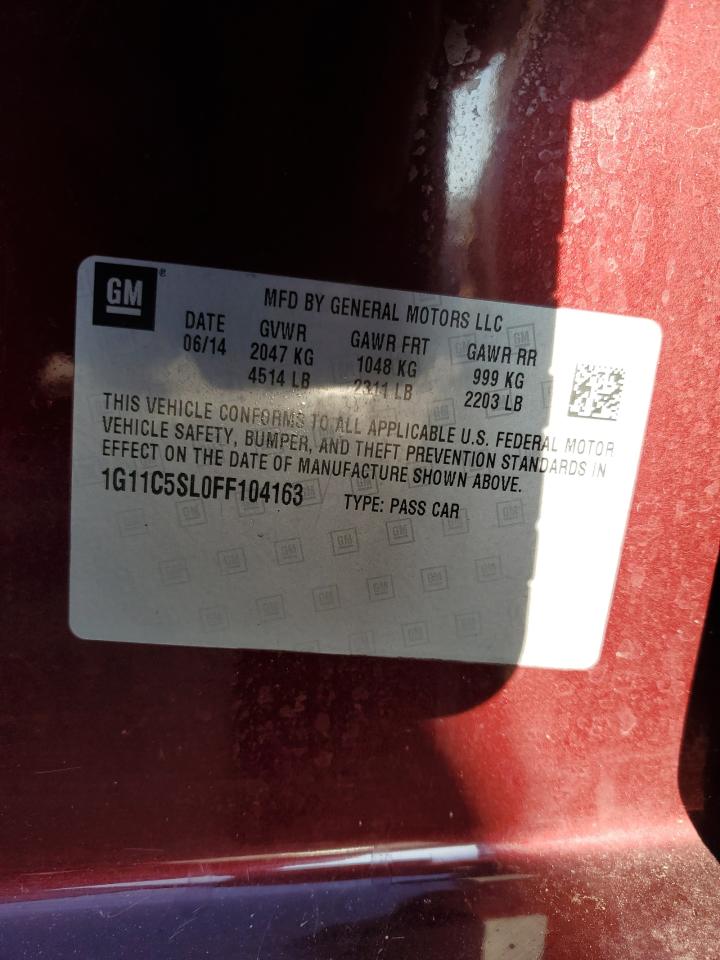 GM®
MFD BY GENERAL MOTORS LLC
DATE GVWR GAWR FRT GAWR RR
06/14 2047 KG 1048 KG 999 KG
4514 LB 2311 LB 2203 LB
THIS VEHICLE CONFORMS TO ALL APPLICABLE U.S. FEDERAL MOTOR
VEHICLE SAFETY, BUMPER, AND THEFT PREVENTION STANDARDS IN
EFFECT ON THE DATE OF MANUFACTURE SHOWN ABOVE.
1G11C5SL0FF104163 TYPE: PASS CAR